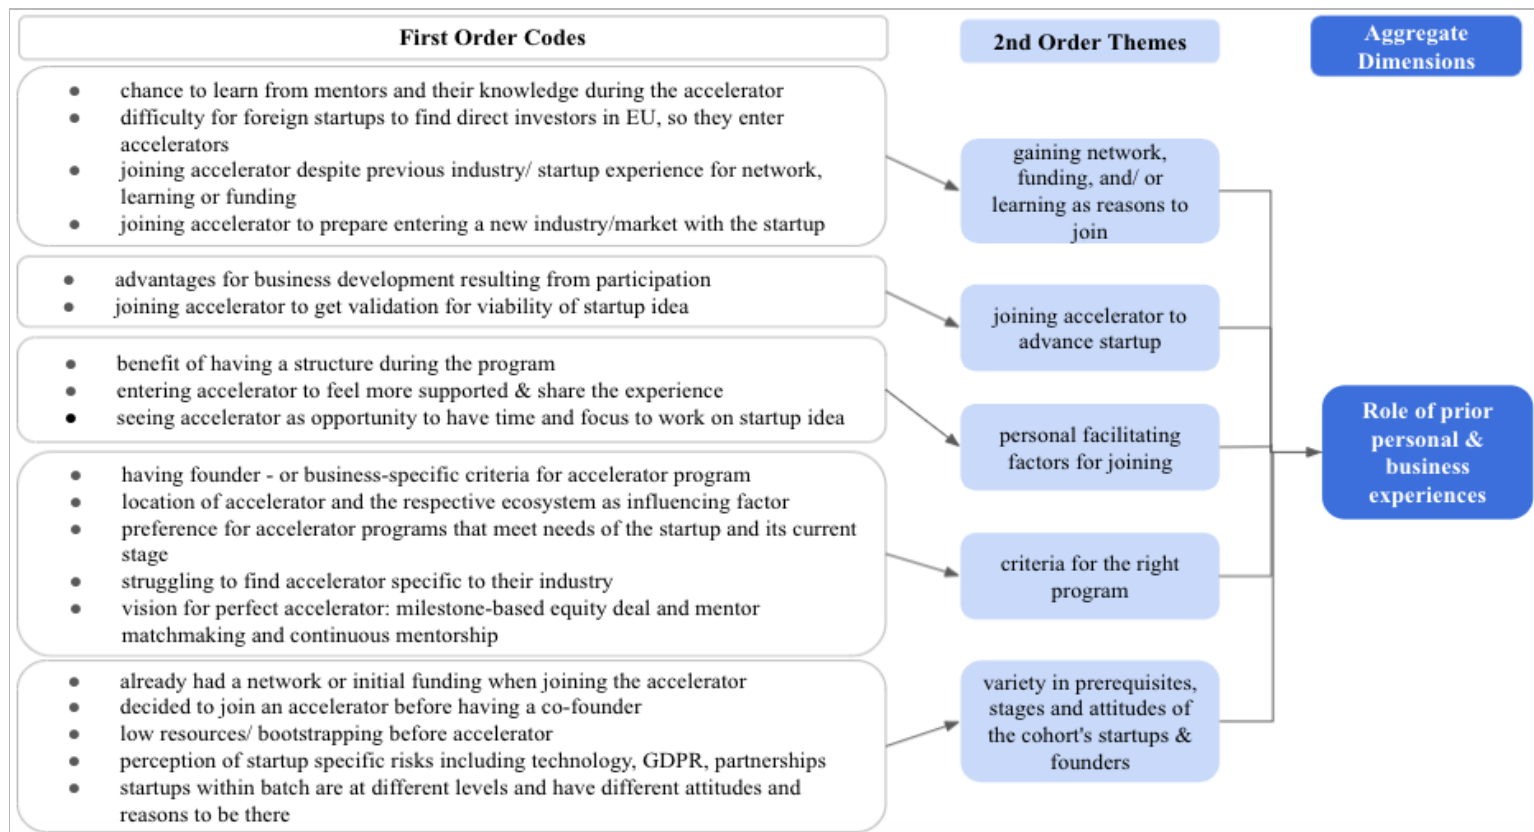 First Order Codes
2nd Order Themes
Aggregate
Dimensions
● chance to learn from mentors and their knowledge during the accelerator
● difficulty for foreign startups to find direct investors in EU, so they enter
accelerators
● joining accelerator despite previous industry/ startup experience for network,
learning or funding
● joining accelerator to prepare entering a new industry/market with the startup
gaining network,
funding, and/ or
learning as reasons to
join
● advantages for business development resulting from participation
● joining accelerator to get validation for viability of startup idea
joining accelerator to
advance startup
● benefit of having a structure during the program
● entering accelerator to feel more supported & share the experience
● seeing accelerator as opportunity to have time and focus to work on startup idea
personal facilitating
factors for joining
● having founder - or business-specific criteria for accelerator program
● location of accelerator and the respective ecosystem as influencing factor
● preference for accelerator programs that meet needs of the startup and its current
stage
● struggling to find accelerator specific to their industry
● vision for perfect accelerator: milestone-based equity deal and mentor
matchmaking and continuous mentorship
criteria for the right
program
● already had a network or initial funding when joining the accelerator
● decided to join an accelerator before having a co-founder
● low resources/ bootstrapping before accelerator
● perception of startup specific risks including technology, GDPR, partnerships
● startups within batch are at different levels and have different attitudes and
reasons to be there
variety in prerequisites,
stages and attitudes of
the cohort's startups &
founders
Role of prior
personal &
business
experiences